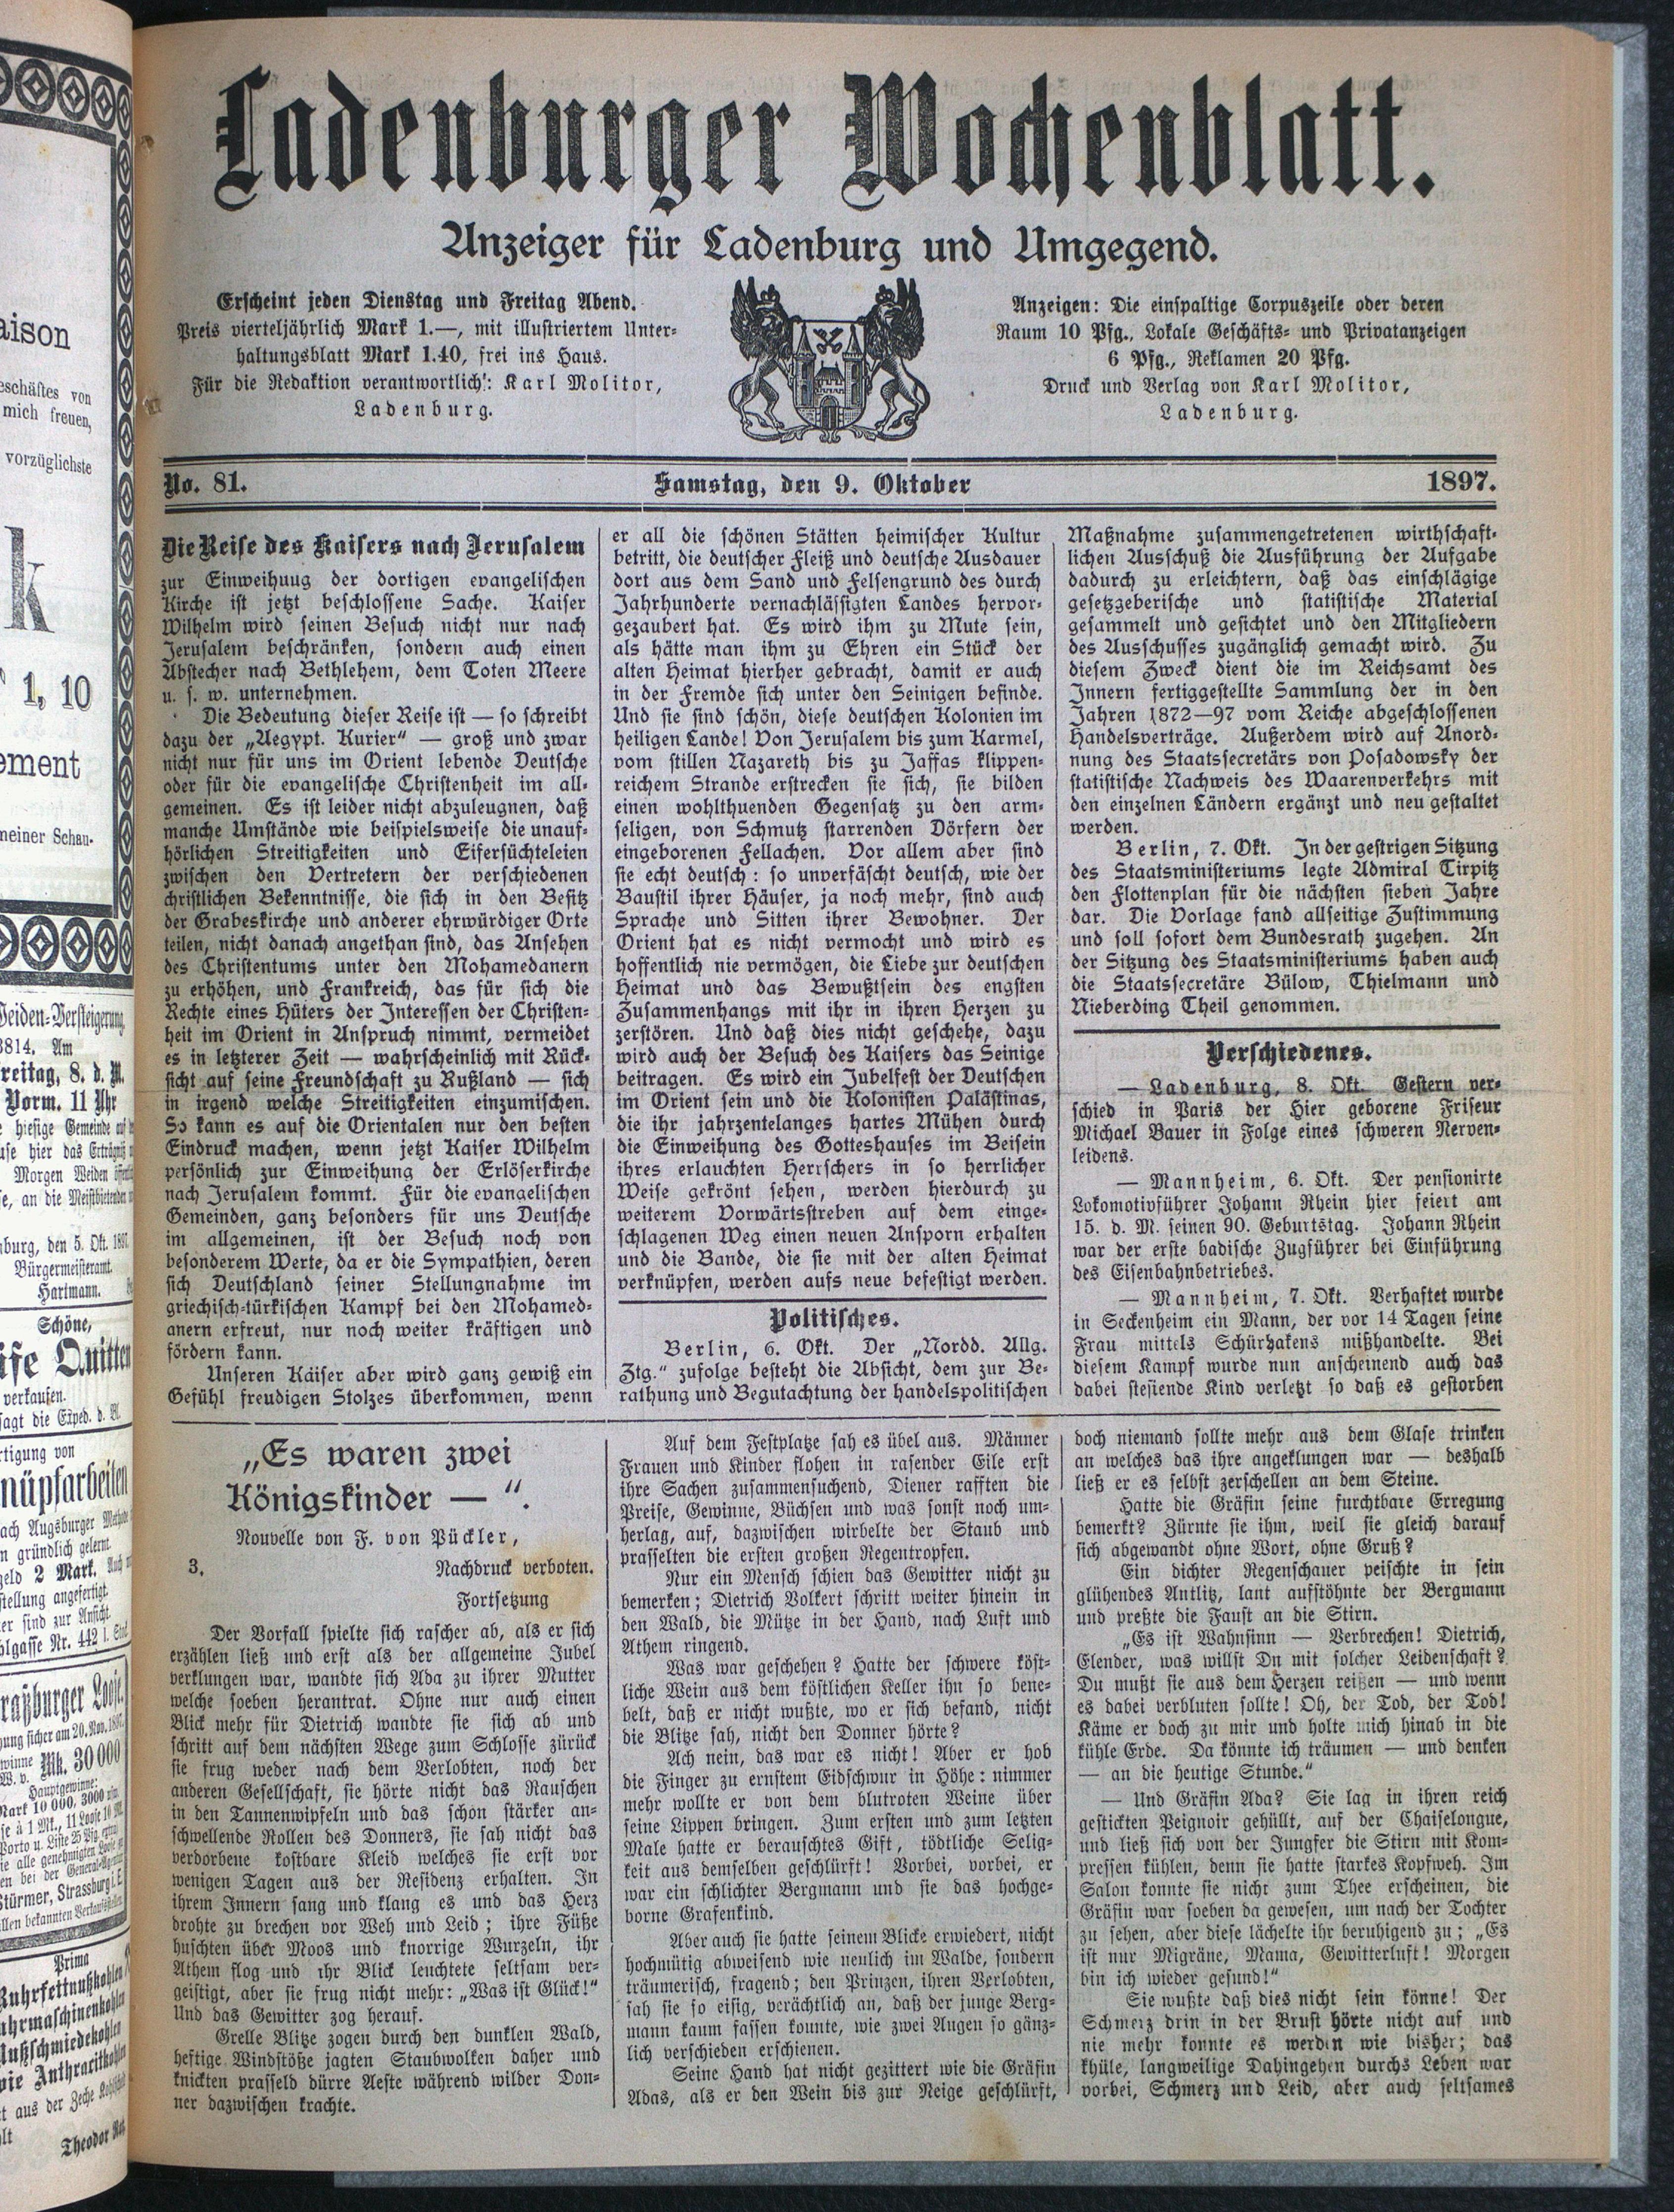 Ladenburger Wochenblatt.
Anzeiger für Ladenburg und Umgegend.
Erscheint jeden Dienstag und Freitag Abend.
Preis vierteljährlich Mark 1.—, mit illustriertem Unter-
haltungsblatt Mark 1.40, frei ins Haus.
Für die Redaktion verantwortlich: Karl Molitor,
Ladenburg.
Anzeigen: Die einspaltige Corpuszeile oder deren
Raum 10 Pfg., Lokale Geschäfts- und Privatanzeigen
6 Pfg., Reklamen 20 Pfg.
Druck und Verlag von Karl Molitor,
Ladenburg.
No. 81.
Samstag, den 9. Oktober
1897.
Die Reise des Kaisers nach Jerusalem
zur Einweihuug der dortigen evangelischen
Kirche ist jetzt beschlossene Sache. Kaiser
Wilhelm wird seinen Besuch nicht nur nach
Jerusalem beschränken, sondern auch einen
Abstecher nach Bethlehem, dem Toten Meere
u. s. w. unternehmen.
Die Bedeutung dieser Reise ist — so schreibt
dazu der „Aegypt. Kurier“ — groß und zwar
nicht nur für uns im Orient lebende Deutsche
oder für die evangelische Christenheit im all-
gemeinen. Es ist leider nicht abzuleugnen, daß
manche Umstände wie beispielsweise die unauf-
hörlichen Streitigkeiten und Eifersüchteleien
zwischen den Vertretern der verschiedenen
christlichen Bekenntnisse, die sich in den Besitz
der Grabeskirche und anderer ehrwürdiger Orte
teilen, nicht danach angethan sind, das Ansehen
des Christentums unter den Mohamedanern
zu erhöhen, und Frankreich, das für sich die
Rechte eines Hüters der Interessen der Christen-
heit im Orient in Anspruch nimmt, vermeidet
es in letzterer Zeit — wahrscheinlich mit Rück-
sicht auf seine Freundschaft zu Rußland — sich
in irgend welche Streitigkeiten einzumischen.
So kann es auf die Orientalen nur den besten
Eindruck machen, wenn jetzt Kaiser Wilhelm
persönlich zur Einweihung der Erlöserkirche
nach Jerusalem kommt. Für die evangelischen
Gemeinden, ganz besonders für uns Deutsche
im allgemeinen, ist der Besuch noch von
besonderem Werte, da er die Sympathien, deren
sich Deutschland seiner Stellungnahme im
griechisch-türkischen Kampf bei den Mohamed-
anern erfreut, nur noch weiter kräftigen und
fördern kann.
Unseren Kaiser aber wird ganz gewiß ein
Gefühl freudigen Stolzes überkommen, wenn
er all die schönen Stätten heimischer Kultur
betritt, die deutscher Fleiß und deutsche Ausdauer
dort aus dem Sand und Felsengrund des durch
Jahrhunderte vernachlässigten Landes hervor-
gezaubert hat. Es wird ihm zu Mute sein,
als hätte man ihm zu Ehren ein Stück der
alten Heimat hierher gebracht, damit er auch
in der Fremde sich unter den Seinigen befinde.
Und sie sind schön, diese deutschen Kolonien im
heiligen Lande! Von Jerusalem bis zum Karmel,
vom stillen Nazareth bis zu Jaffas klippen-
reichem Strande erstrecken sie sich, sie bilden
einen wohlthuenden Gegensatz zu den arm-
seligen, von Schmutz starrenden Dörfern der
eingeborenen Fellachen. Vor allem aber sind
sie echt deutsch: so unverfäscht deutsch, wie der
Baustil ihrer Häuser, ja noch mehr, sind auch
Sprache und Sitten ihrer Bewohner. Der
Orient hat es nicht vermocht und wird es
hoffentlich nie vermögen, die Liebe zur deutschen
Heimat und das Bewußtsein des engsten
Zusammenhangs mit ihr in ihren Herzen zu
zerstören. Und daß dies nicht geschehe, dazu
wird auch der Besuch des Kaisers das Seinige
beitragen. Es wird ein Jubelfest der Deutschen
im Orient sein und die Kolonisten Palästinas,
die ihr jahrzentelanges hartes Mühen durch
die Einweihung des Gotteshauses im Beisein
ihres erlauchten Herrschers in so herrlicher
Weise gekrönt sehen, werden hierdurch zu
weiterem Vorwärtsstreben auf dem einge-
schlagenen Weg einen neuen Ansporn erhalten
und die Bande, die sie mit der alten Heimat
verknüpfen, werden aufs neue befestigt werden.
Politisches.
Berlin, 6. Okt. Der „Nordd. Allg.
Ztg.“ zufolge besteht die Absicht, dem zur Be-
rathung und Begutachtung der handelspolitischen
Maßnahme zusammengetretenen wirthschaft-
lichen Ausschuß die Ausführung der Aufgabe
dadurch zu erleichtern, daß das einschlägige
gesetzgeberische und statistische Material
gesammelt und gesichtet und den Mitgliedern
des Ausschusses zugänglich gemacht wird. Zu
diesem Zweck dient die im Reichsamt des
Innern fertiggestellte Sammlung der in den
Jahren 1872—97 vom Reiche abgeschlossenen
Handelsverträge. Außerdem wird auf Anord-
nung des Staatssecretärs von Posadowsky der
statistische Nachweis des Waarenverkehrs mit
den einzelnen Ländern ergänzt und neu gestaltet
werden.
Berlin, 7. Okt. In der gestrigen Sitzung
des Staatsministeriums legte Admiral Tirpitz
den Flottenplan für die nächsten sieben Jahre
dar. Die Vorlage fand allseitige Zustimmung
und soll sofort dem Bundesrath zugehen. An
der Sitzung des Staatsministeriums haben auch
die Staatssecretäre Bülow, Thielmann und
Nieberding Theil genommen.
Verschiedenes.
— Ladenburg, 8. Okt. Gestern ver-
schied in Paris der Hier geborene Friseur
Michael Bauer in Folge eines schweren Nerven-
leidens.
— Mannheim, 6. Okt. Der pensionirte
Lokomotivführer Johann Rhein hier feiert am
15. d. M. seinen 90. Geburtstag. Johann Rhein
war der erste badische Zugführer bei Einführung
des Eisenbahnbetriebes.
— Mannheim, 7. Okt. Verhaftet wurde
in Seckenheim ein Mann, der vor 14 Tagen seine
Frau mittels Schürhakens mißhandelte. Bei
diesem Kampf wurde nun anscheinend auch das
dabei stehende Kind verletzt so daß es gestorben
„Es waren zwei
Königskinder — “.
Nouvelle von F. von Pückler,
3.
Nachdruck verboten.
Fortsetzung
Der Vorfall spielte sich rascher ab, als er sich
erzählen ließ und erst als der allgemeine Jubel
verklungen war, wandte sich Ada zu ihrer Mutter
welche soeben herantrat. Ohne nur auch einen
Blick mehr für Dietrich wandte sie sich ab und
schritt auf dem nächsten Wege zum Schlosse zurück
sie frug weder nach dem Verlobten, noch der
anderen Gesellschaft, sie hörte nicht das Rauschen
in den Tannenwipfeln und das schon stärker an-
schwellende Rollen des Donners, sie sah nicht das
verdorbene kostbare Kleid welches sie erst vor
wenigen Tagen aus der Residenz erhalten. In
ihrem Innern sang und klang es und das Herz
drohte zu brechen vor Weh und Leid; ihre Füße
huschten über Moos und knorrige Wurzeln, ihr
Athem flog und ihr Blick leuchtete seltsam ver-
geistigt, aber sie frug nicht mehr: „Was ist Glück!“
Und das Gewitter zog herauf.
Grelle Blitze zogen durch den dunklen Wald,
heftige Windstöße jagten Staubwolken daher und
knickten prasseld dürre Aeste während wilder Don-
ner dazwischen krachte.
Auf dem Festplatze sah es übel aus. Männer
Frauen und Kinder flohen in rasender Eile erst
ihre Sachen zusammensuchend, Diener rafften die
Preise, Gewinne, Büchsen und was sonst noch um-
herlag, auf, dazwischen wirbelte der Staub und
prasselten die ersten großen Regentropfen.
Nur ein Mensch schien das Gewitter nicht zu
bemerken; Dietrich Volkert schritt weiter hinein in
den Wald, die Mütze in der Hand, nach Luft und
Athem ringend.
Was war geschehen? Hatte der schwere köst-
liche Wein aus dem köstlichen Keller ihn so bene-
belt, daß er nicht wußte, wo er sich befand, nicht
die Blitze sah, nicht den Donner hörte?
Ach nein, das war es nicht! Aber er hob
die Finger zu ernstem Eidschwur in Höhe: nimmer
mehr wollte er von dem blutroten Weine über
seine Lippen bringen. Zum ersten und zum letzten
Male hatte er berauschtes Gift, tödtliche Selig-
keit aus demselben geschlürft! Vorbei, vorbei, er
war ein schlichter Bergmann und sie das hochge-
borne Grafenkind.
Aber auch sie hatte seinem Blicke erwiedert, nicht
hochmütig abweisend wie neulich im Walde, sondern
träumerisch, fragend; den Prinzen, ihren Verlobten,
sah sie so eisig, verächtlich an, daß der junge Berg-
mann kaum fassen konnte, wie zwei Augen so gänz-
lich verschieden erschienen.
Seine Hand hat nicht gezittert wie die Gräfin
Adas, als er den Wein bis zur Neige geschlürft,
doch niemand sollte mehr aus dem Glase trinken
an welches das ihre angeklungen war — deshalb
ließ er es selbst zerschellen an dem Steine.
Hatte die Gräfin seine furchtbare Erregung
bemerkt? Zürnte sie ihm, weil sie gleich darauf
sich abgewandt ohne Wort, ohne Gruß?
Ein dichter Regenschauer peischte in sein
glühendes Antlitz, lant aufstöhnte der Bergmann
und preßte die Faust an die Stirn.
„Es ist Wahnsinn — Verbrechen! Dietrich,
Elender, was willst Du mit solcher Leidenschaft?
Du mußt sie aus dem Herzen reißen — und wenn
es dabei verbluten sollte! Oh, der Tod, der Tod!
Käme er doch zu mir und holte mich hinab in die
kühle Erde. Da könnte ich träumen — und denken
— an die heutige Stunde.“
— Und Gräfin Ada? Sie lag in ihren reich
gestickten Peignoir gehüllt, auf der Chaiselongue,
und ließ sich von der Jungfer die Stirn mit Kom-
pressen kühlen, denn sie hatte starkes Kopfweh. Im
Salon konnte sie nicht zum Thee erscheinen, die
Gräfin war soeben da gewesen, um nach der Tochter
zu sehen, aber diese lächelte ihr beruhigend zu; „Es
ist nur Migräne, Mama, Gewitterluft! Morgen
bin ich wieder gesund!“
Sie wußte daß dies nicht sein könne! Der
Schmerz drin in der Brust hörte nicht auf und
nie mehr konnte es werden wie bisher; das
khüle, langweilige Dahingehen durchs Leben war
vorbei, Schmerz und Leid, aber auch seltsames
aison
eschäftes von
mich freuen,
vorzüglichste
k
1, 10
ement
meiner Schau-
Weiden-Versteigerung.
3814. Am
reitag, 8. d. M.
Vorm. 11 Uhr
hiesige Gemeinde
hier das Erträgniß
Morgen Weiden
an die Meistbietenden
burg, den 5. Okt. 1897.
Bürgermeisteramt.
Hartmann.
Schöne,
ife Quitten
verkaufen.
sagt die Exped. d. Bl.
rtigung von
nüpfarbeiten
ach Augsburger Methode
gründlich gelernt.
geld 2 Mark.
stellung angefertigt.
er sind zur Ansicht
olgasse Nr. 442
raßburger Loose.
hung sicher am 20. Nov. 1897.
winne Mk. 30000
Hauptgewinne:
Mark 10 000, 3000
à 1 Mk., 11 Loose 10 Mk.
Porto u. Liste 25 Pfg.
alle genehmigten
bei der General-Agentur
Stürmer, Strassburg i. E.
allen bekannten Verkaufsstellen.
Prima
Ruhrfettnußkohlen
uhrmaschinenkohlen
Nußschmiedekohlen
wie Anthracitkohlen
aus der Zeche
Theodor